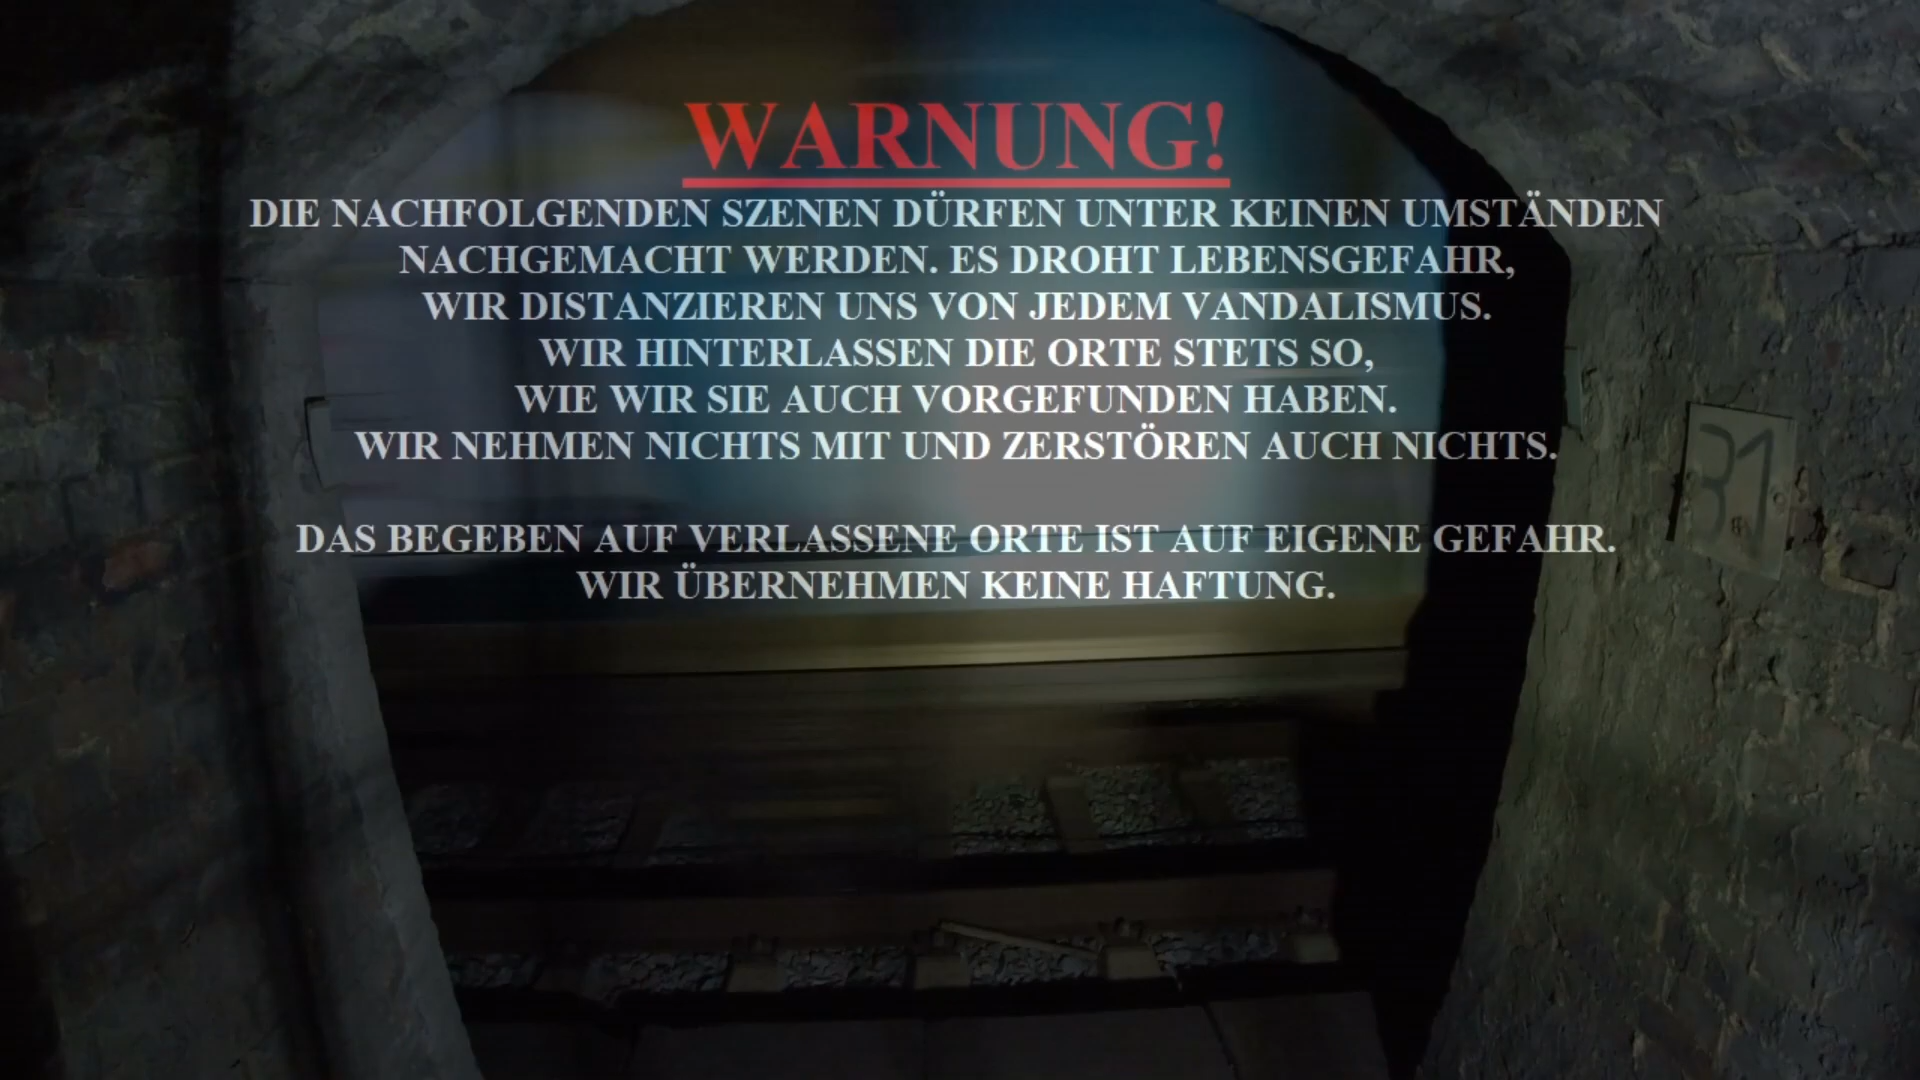 WARNUNG!
DIE NACHFOLGENDEN SZENEN DÜRFEN UNTER KEINEN UMSTÄNDEN
NACHGEMACHT WERDEN. ES DROHT LEBENSGEFAHR,
WIR DISTANZIEREN UNS VON JEDEM VANDALISMUS.
WIR HINTERLASSEN DIE ORTE STETS SO,
WIE WIR SIE AUCH VORGEFUNDEN HABEN.
WIR NEHMEN NICHTS MIT UND ZERSTÖREN AUCH NICHTS.
31
DAS BEGEBEN AUF VERLASSENE ORTE IST AUF EIGENE GEFAHR.
WIR ÜBERNEHMEN KEINE HAFTUNG.